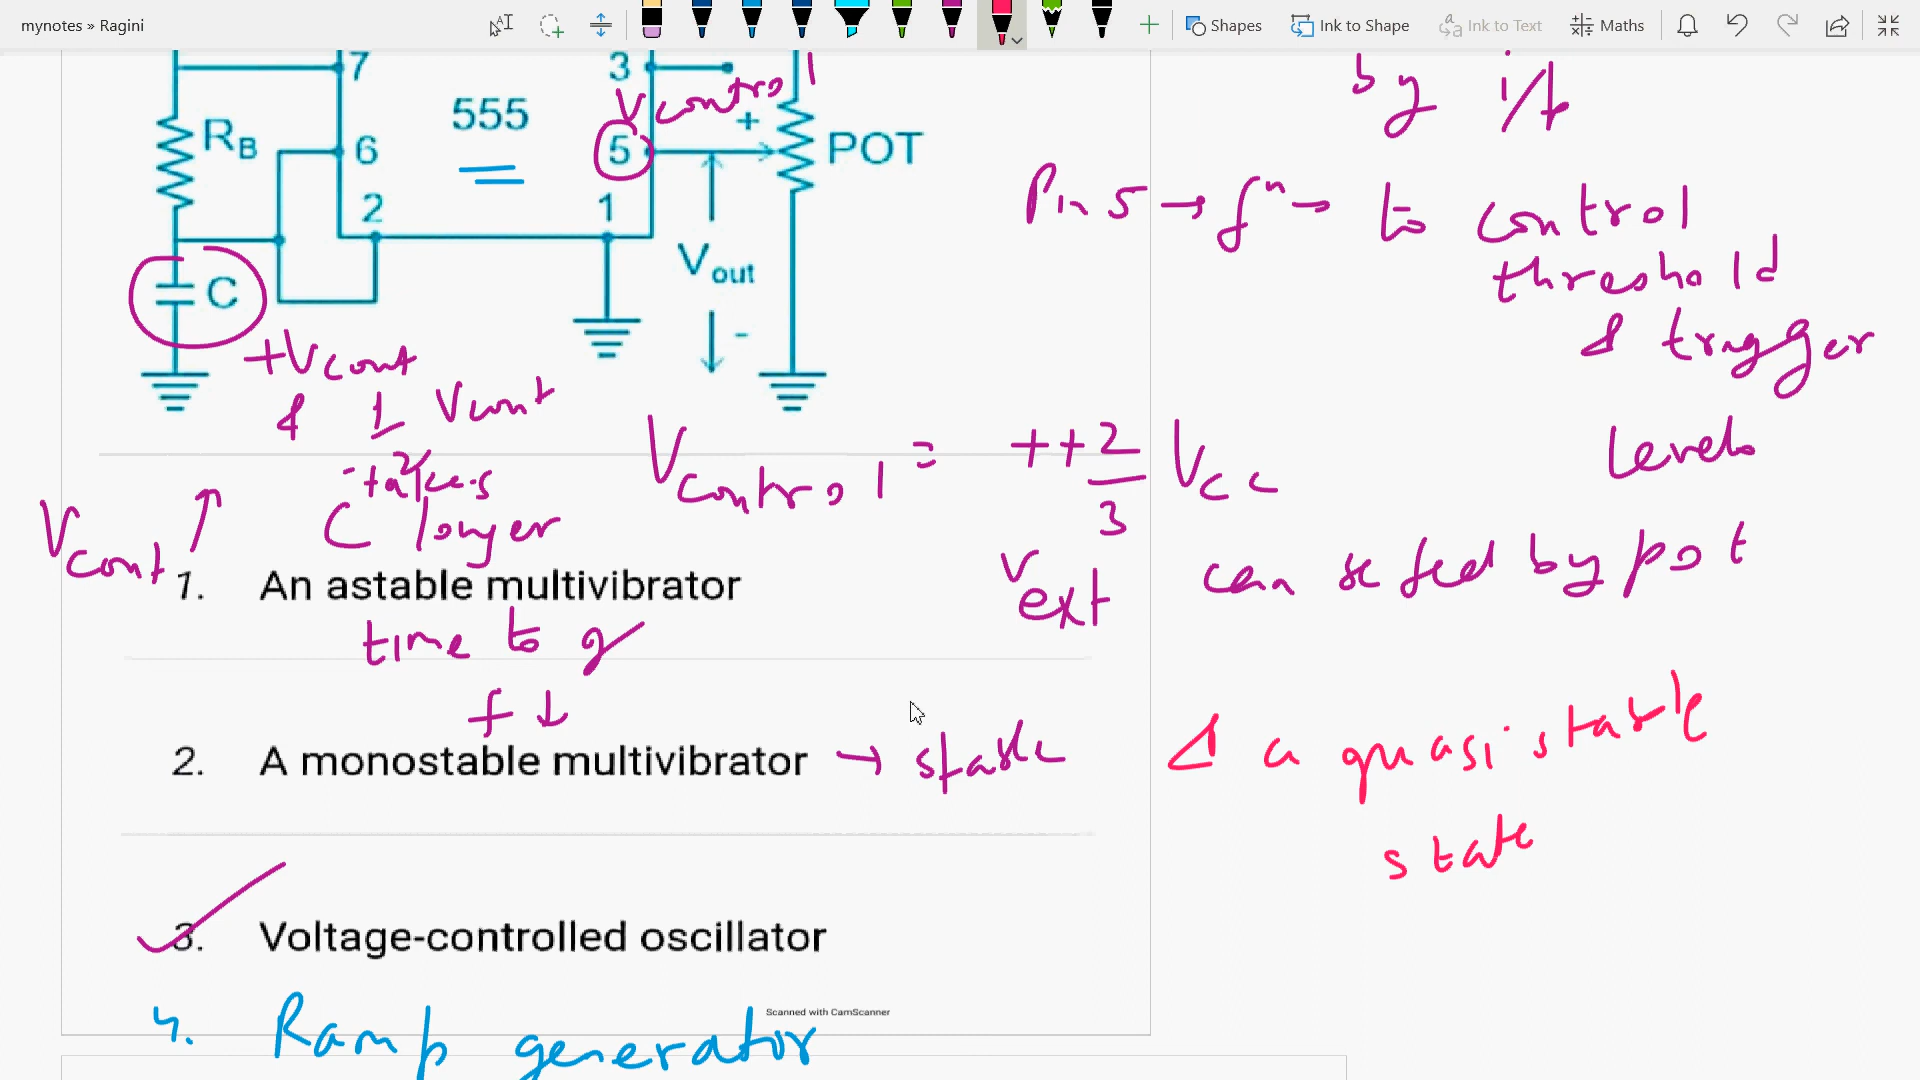 mynotes » Ragini
Shapes
Ink to Shape
Ink to Text
Maths
7
3
Vcontrol
by i/p
555
+
RB
6
5
POT
Pin 5 → fⁿ → to control
threshold
& trigger
levels
2
1
Vout
-
C
+Vcont
& 1/2 Vcont
takes
C longer
time to
f ↓
Vcont ↑
Vcontrol = ++ 2/3 Vcc
Vext can be fed by pot
1. An astable multivibrator
2. A monostable multivibrator → stable & a quasi stable
state
3. Voltage-controlled oscillator
Scanned with CamScanner
4. Ramp generator